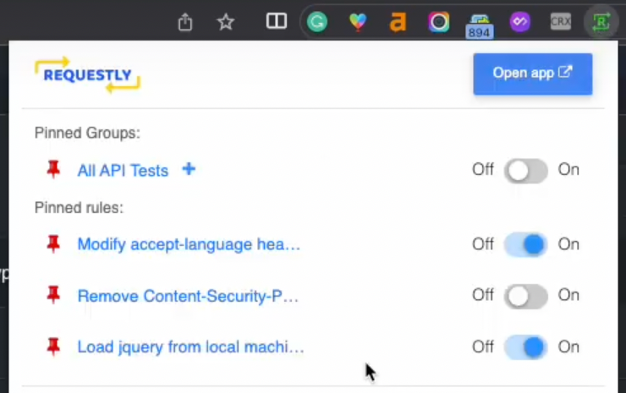 894
CRX
REQUESTLY
Open app
Pinned Groups:
All API Tests +
Off On
Pinned rules:
Modify accept-language hea...
Off On
Remove Content-Security-P...
Off On
Load jquery from local machi...
Off On